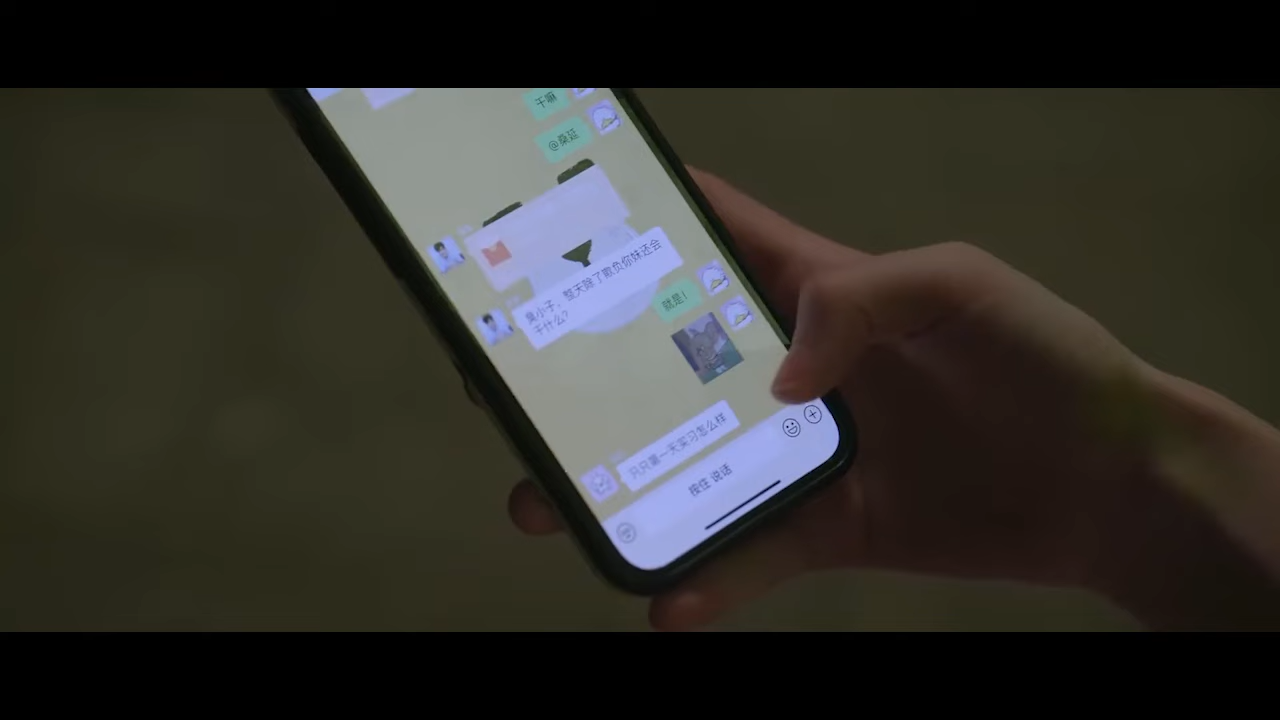 干嘛
@桑延
臭小子，整天除了欺负你妹还会
干什么？
就是！
只只第一天实习怎么样
按住 说话